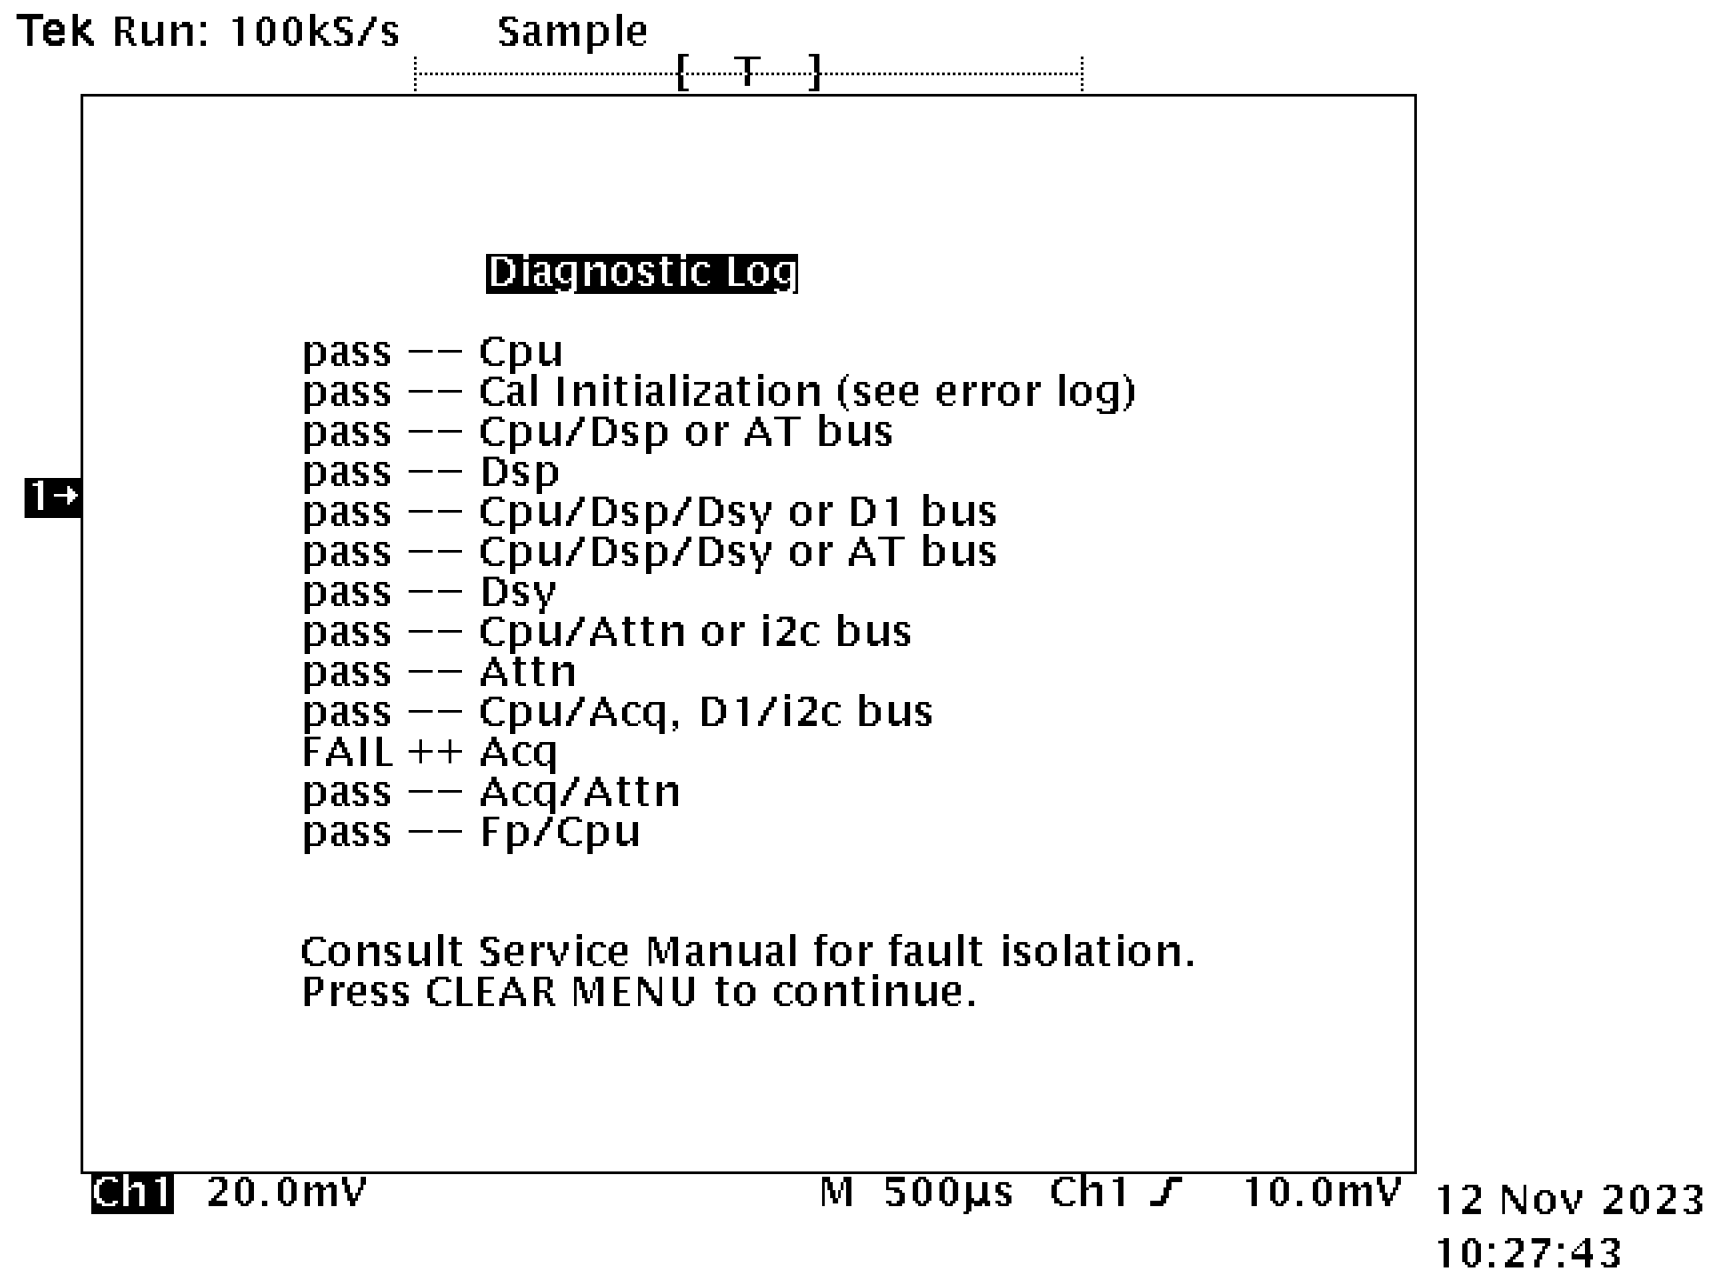 Tek Run: 100kS/s Sample
[ T ]
Diagnostic Log
pass -- Cpu
pass -- Cal Initialization (see error log)
pass -- Cpu/Dsp or AT bus
pass -- Dsp
1→
pass -- Cpu/Dsp/Dsy or D1 bus
pass -- Cpu/Dsp/Dsy or AT bus
pass -- Dsy
pass -- Cpu/Attn or i2c bus
pass -- Attn
pass -- Cpu/Acq, D1/i2c bus
FAIL ++ Acq
pass -- Acq/Attn
pass -- Fp/Cpu
Consult Service Manual for fault isolation.
Press CLEAR MENU to continue.
Ch1 20.0mV M 500µs Ch1 ƒ 10.0mV
12 Nov 2023
10:27:43